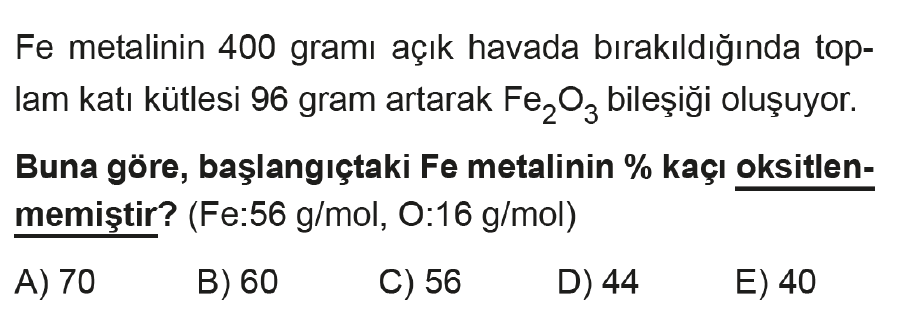 Fe metalinin 400 gramı açık havada bırakıldığında top-
lam katı kütlesi 96 gram artarak Fe₂O₃ bileşiği oluşuyor.
Buna göre, başlangıçtaki Fe metalinin % kaçı oksitlen-
memiştir? (Fe:56 g/mol, O:16 g/mol)
A) 70 B) 60 C) 56 D) 44 E) 40